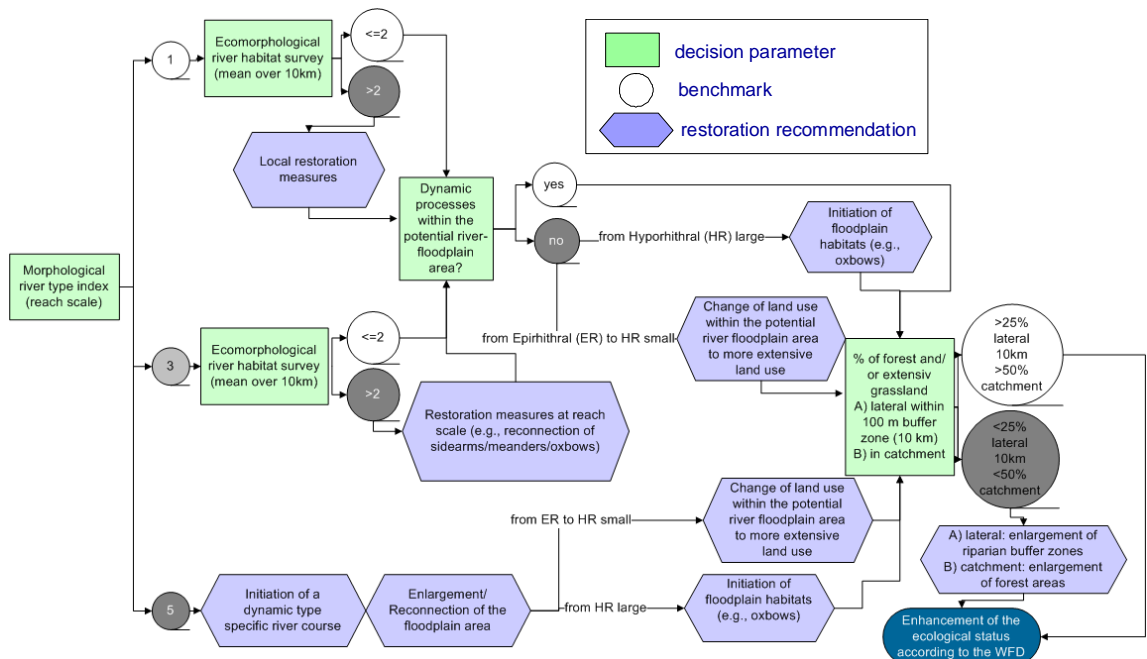 decision parameter
benchmark
restoration recommendation
1
Ecomorphological
river habitat survey
(mean over 10km)
<=2
>2
Local restoration
measures
Dynamic
processes
within the
potential river-
floodplain
area?
yes
no
from Hyporhithral (HR) large
Initiation of
floodplain
habitats (e.g.,
oxbows)
Morphological
river type index
(reach scale)
from Epirhithral (ER) to HR small
Change of land use
within the potential
river floodplain area
to more extensive
land use
3
Ecomorphological
river habitat survey
(mean over 10km)
<=2
>2
Restoration measures at reach
scale (e.g., reconnection of
sidearms/meanders/oxbows)
% of forest and/
or extensiv
grassland
A) lateral within
100 m buffer
zone (10 km)
B) in catchment
>25%
lateral
10km
>50%
catchment
<25%
lateral
10km
<50%
catchment
from ER to HR small
Change of land use
within the potential
river floodplain area
to more extensive
land use
A) lateral: enlargement of
riparian buffer zones
B) catchment: enlargement
of forest areas
5
Initiation of a
dynamic type
specific river course
Enlargement/
Reconnection of the
floodplain area
from HR large
Initiation of
floodplain habitats
(e.g., oxbows)
Enhancement of the
ecological status
according to the WFD